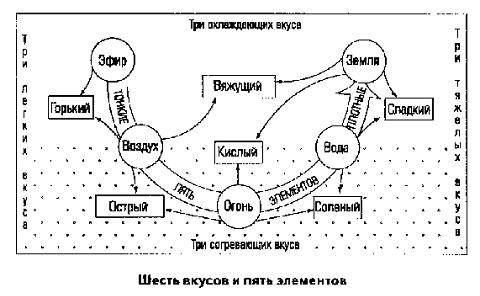 Три охлаждающих вкуса
Три легких вкуса
Три тяжелых вкуса
Эфир
Земля
Горький
ТОНКИЕ
Вяжущий
ПЛОТНЫЕ
Сладкий
Воздух
Кислый
Вода
Острый
ПЯТЬ
Огонь
ЭЛЕМЕНТОВ
Соланый
Три согревающих вкуса
Шесть вкусов и пять элементов